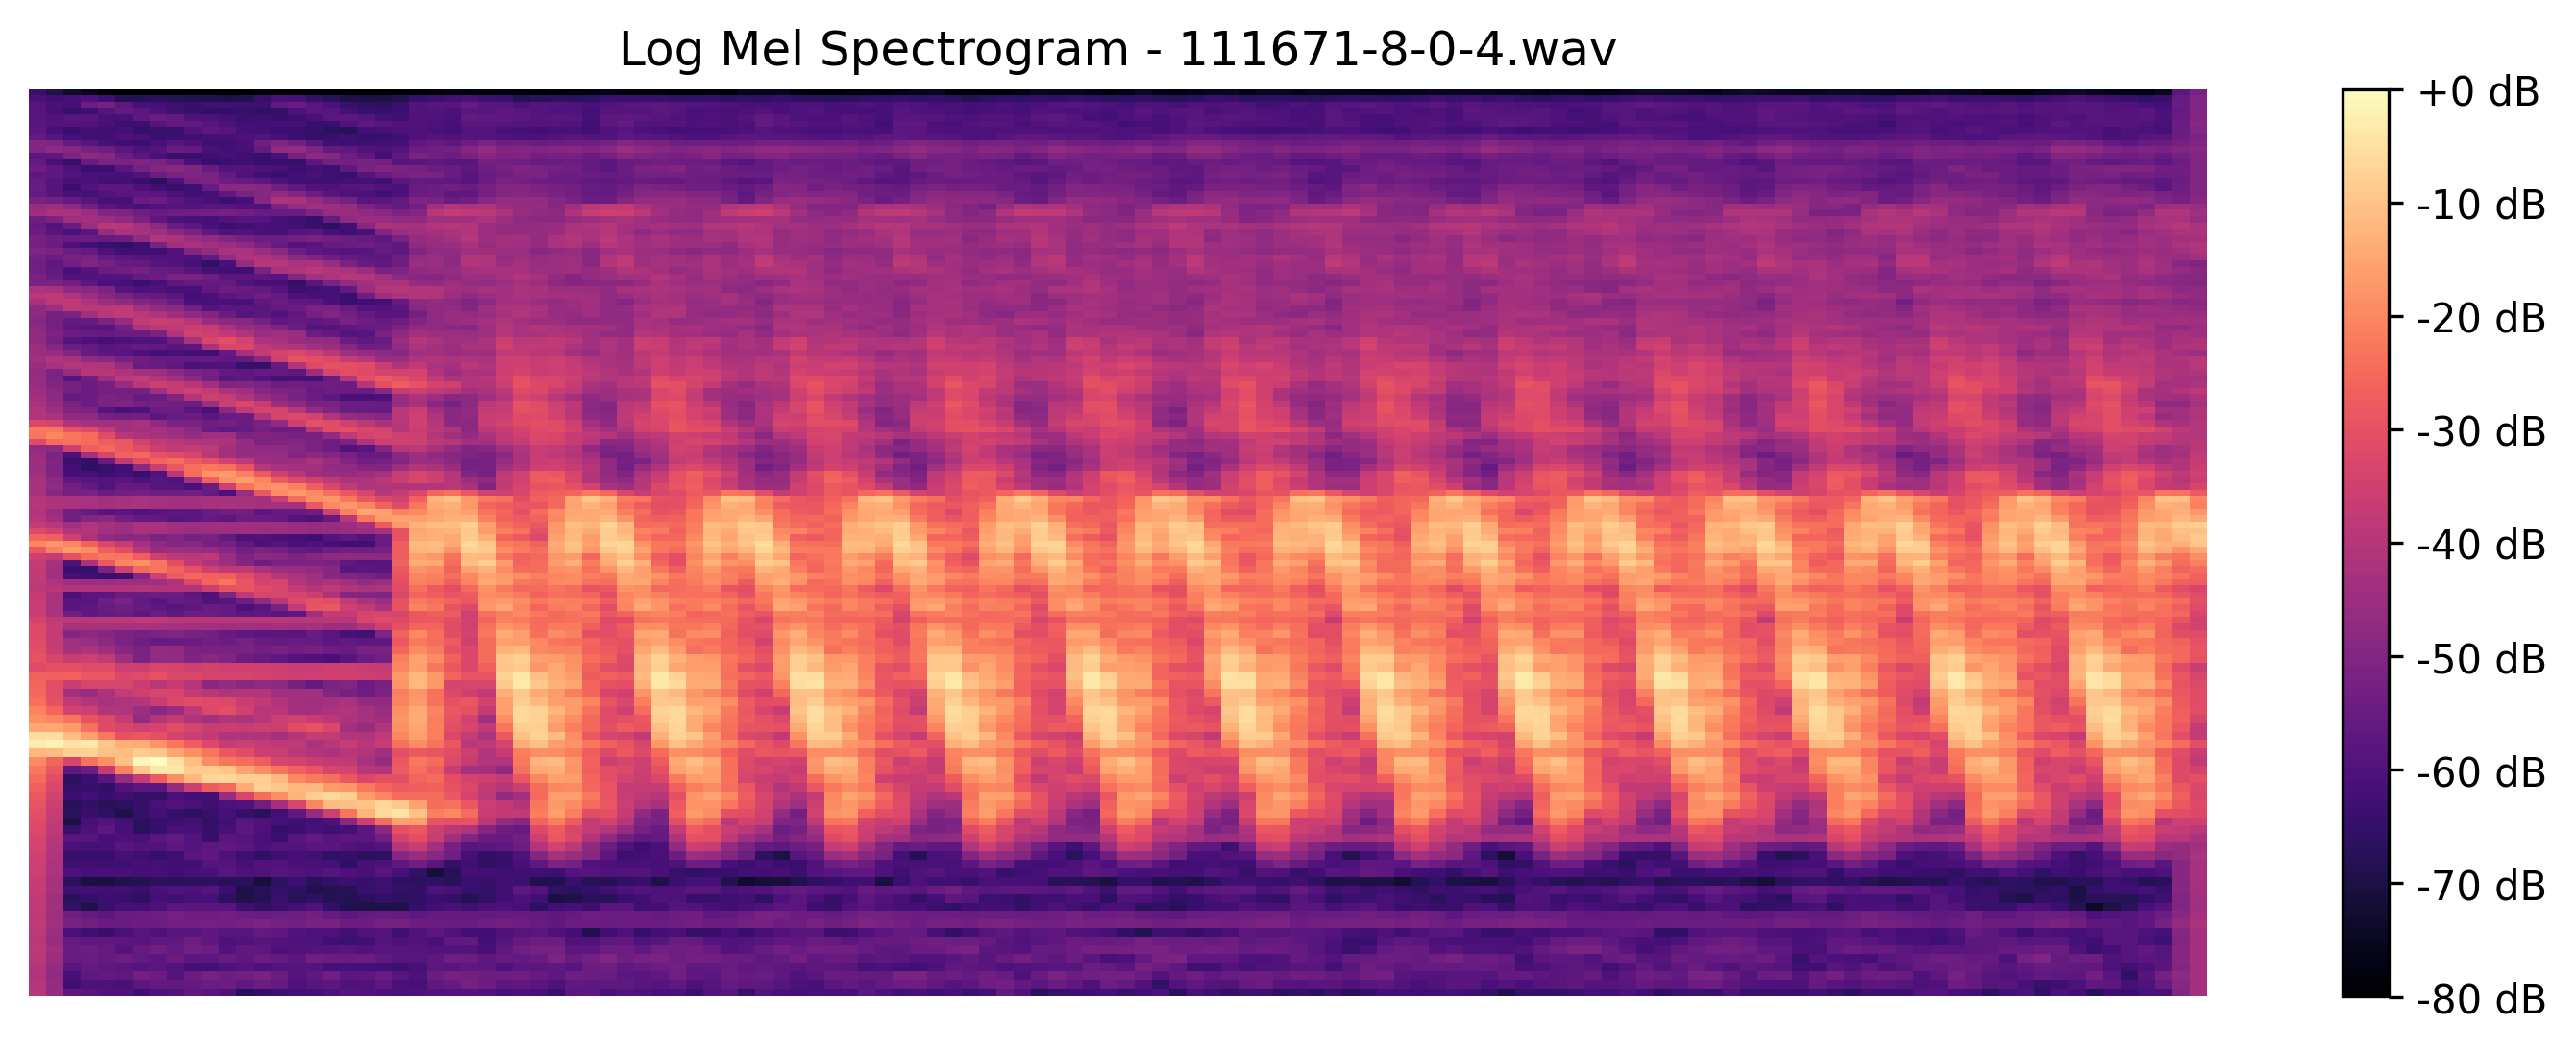 Log Mel Spectrogram - 111671-8-0-4.wav
+0 dB
-10 dB
-20 dB
-30 dB
-40 dB
-50 dB
-60 dB
-70 dB
-80 dB